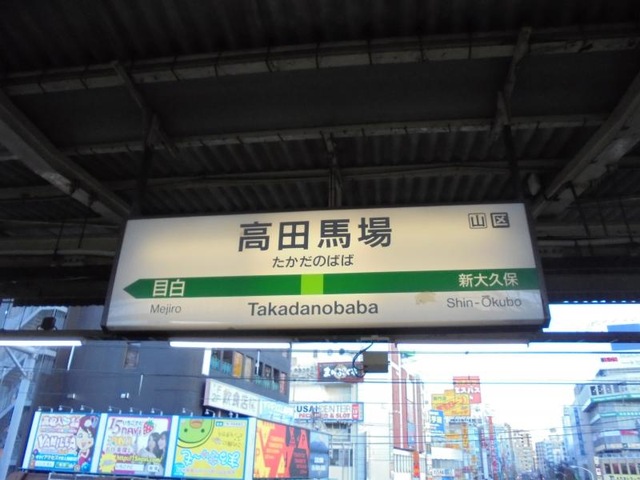 高田馬場
山 区
たかだのばば
目白
新大久保
Mejiro
Takadanobaba
Shin-Ōkubo
VANILLA